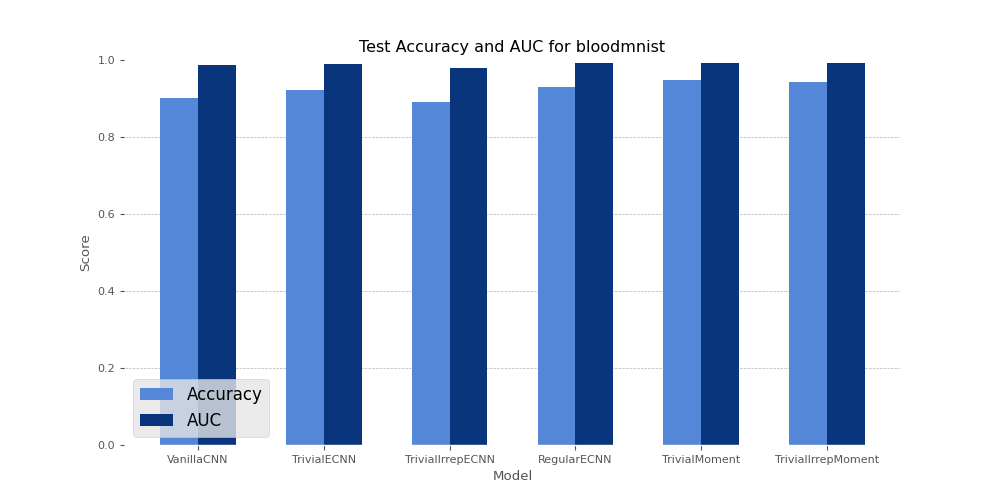 Test Accuracy and AUC for bloodmnist
1.0
0.8
0.6
0.4
0.2
0.0
Score
Accuracy
AUC
VanillaCNN
TrivialECNN
TrivialIrrepECNN
RegularECNN
TrivialMoment
TrivialIrrepMoment
Model